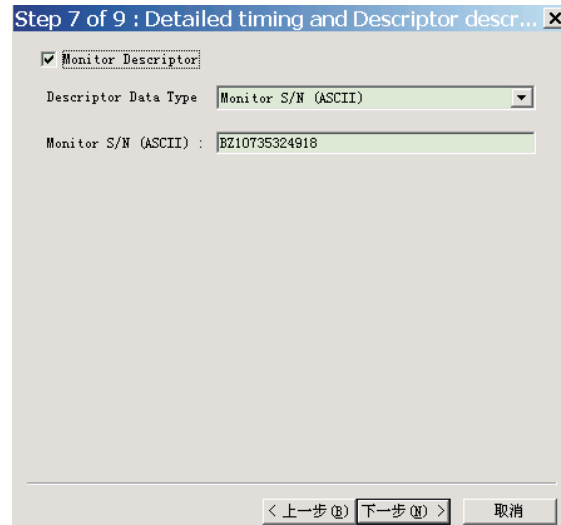 Step 7 of 9 : Detailed timing and Descriptor descr...
Monitor Descriptor
Descriptor Data Type Monitor S/N (ASCII)
Monitor S/N (ASCII) : BZ10735324918
< 上一步(B) 下一步(N) > 取消